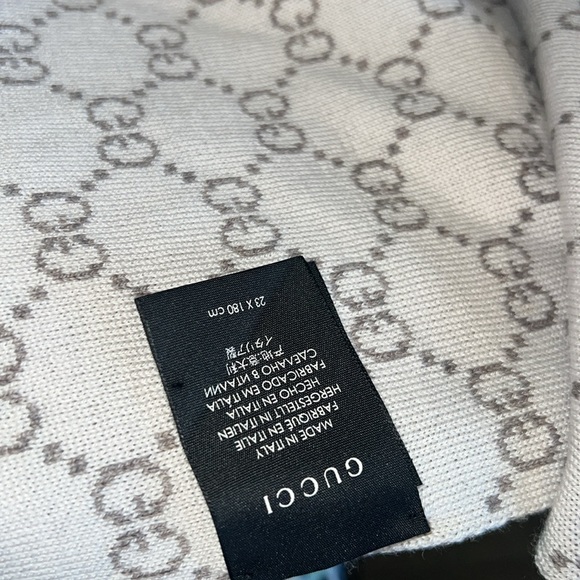 GUCCI
MADE IN ITALY
FABRIQUÉ EN ITALIE
HERGESTELLT IN ITALIEN
HECHO EN ITALIA
FABRICADO EM ITALIA
СДЕЛАНО В ИТАЛИИ
产地:意大利
イタリア製
23 X 180 cm